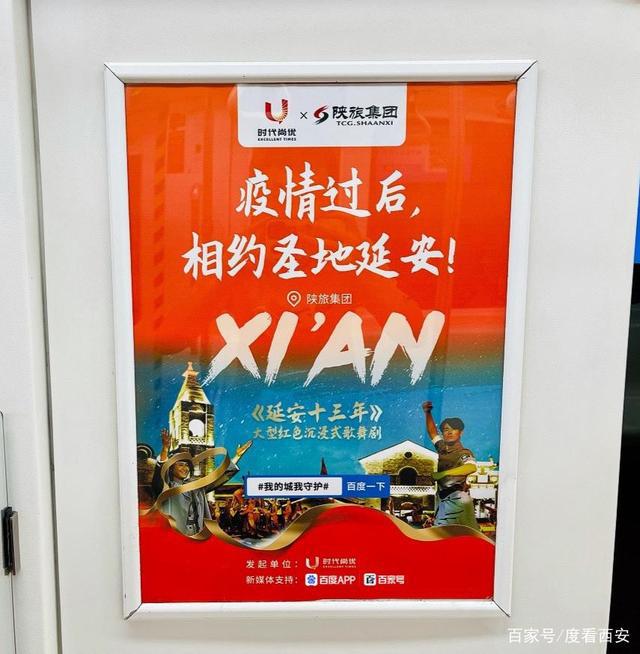 时代尚优 × 陕旅集团
EXCELLENT TIMES TCG.SHAANXI
疫情过后,
相约圣地延安!
陕旅集团
XI'AN
《延安十三年》
大型红色沉浸式歌舞剧
#我的城我守护# 百度一下
发起单位: 时代尚优
EXCELLENT TIMES
新媒体支持: 百度APP 百家号
百家号/度看西安